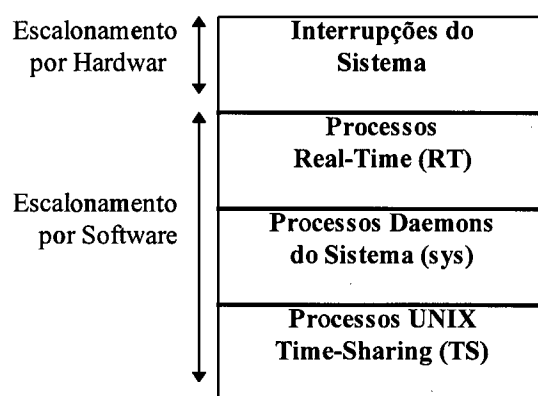 Escalonamento
por Hardwar
Interrupções do
Sistema
Escalonamento
por Software
Processos
Real-Time (RT)
Processos Daemons
do Sistema (sys)
Processos UNIX
Time-Sharing (TS)